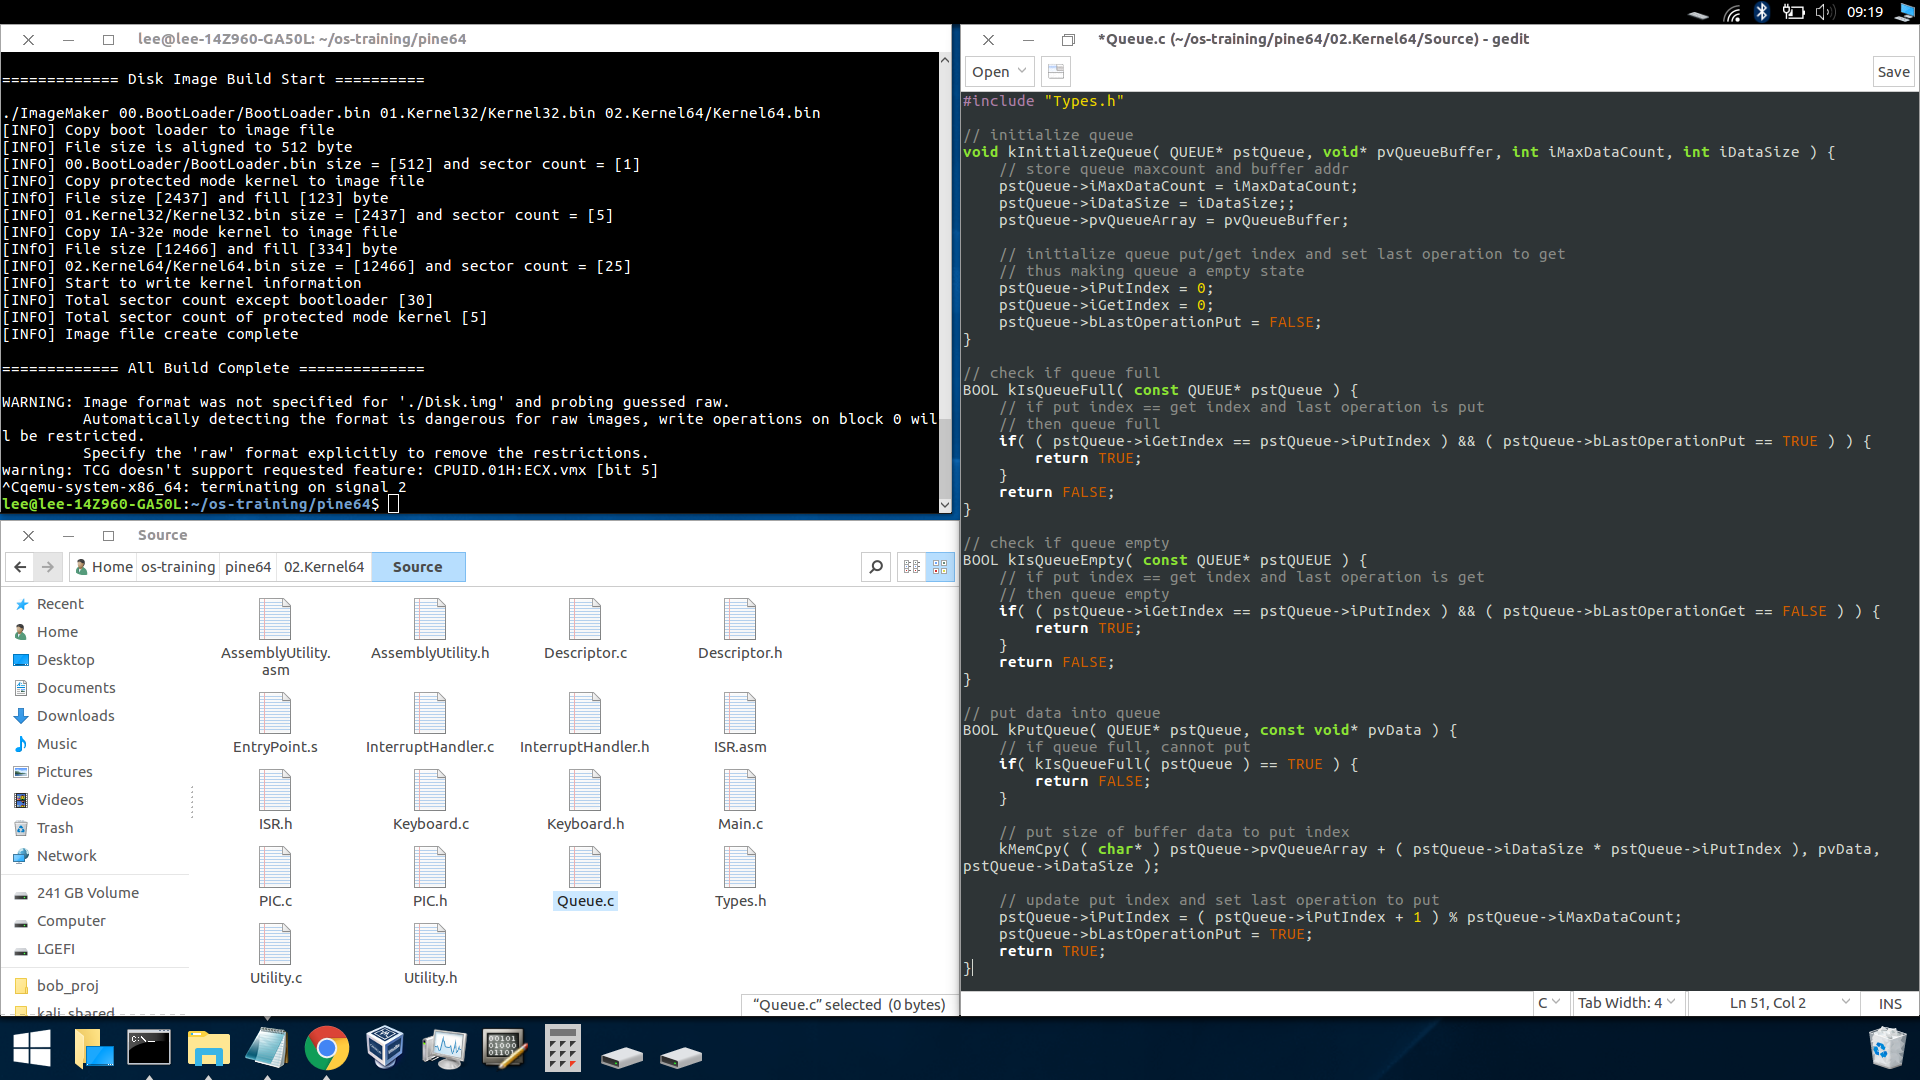 09:19
lee@lee-14Z960-GA50L: ~/os-training/pine64
============= Disk Image Build Start ==========
./ImageMaker 00.BootLoader/BootLoader.bin 01.Kernel32/Kernel32.bin 02.Kernel64/Kernel64.bin
[INFO] Copy boot loader to image file
[INFO] File size is aligned to 512 byte
[INFO] 00.BootLoader/BootLoader.bin size = [512] and sector count = [1]
[INFO] Copy protected mode kernel to image file
[INfO] File size [2437] and fill [123] byte
[INFO] 01.Kernel32/Kernel32.bin size = [2437] and sector count = [5]
[INFO] Copy IA-32e mode kernel to image file
[INfO] File size [12466] and fill [334] byte
[INFO] 02.Kernel64/Kernel64.bin size = [12466] and sector count = [25]
[INFO] Start to write kernel information
[INFO] Total sector count except bootloader [30]
[INFO] Total sector count of protected mode kernel [5]
[INFO] Image file create complete
============= All Build Complete ==============
WARNING: Image format was not specified for './Disk.img' and probing guessed raw.
         Automatically detecting the format is dangerous for raw images, write operations on block 0 wil
l be restricted.
         Specify the 'raw' format explicitly to remove the restrictions.
warning: TCG doesn't support requested feature: CPUID.01H:ECX.vmx [bit 5]
^Cqemu-system-x86_64: terminating on signal 2
lee@lee-14Z960-GA50L:~/os-training/pine64$
Source
Home os-training pine64 02.Kernel64 Source
Recent
Home
Desktop
Documents
Downloads
Music
Pictures
Videos
Trash
Network
241 GB Volume
Computer
LGEFI
bob_proj
kali_shared
AssemblyUtility.
asm
AssemblyUtility.h
Descriptor.c
Descriptor.h
EntryPoint.s
InterruptHandler.c
InterruptHandler.h
ISR.asm
ISR.h
Keyboard.c
Keyboard.h
Main.c
PIC.c
PIC.h
Queue.c
Types.h
Utility.c
Utility.h
“Queue.c” selected (0 bytes)
*Queue.c (~/os-training/pine64/02.Kernel64/Source) - gedit
Open
Save
#include "Types.h"
// initialize queue
void kInitializeQueue( QUEUE* pstQueue, void* pvQueueBuffer, int iMaxDataCount, int iDataSize ) {
    // store queue maxcount and buffer addr
    pstQueue->iMaxDataCount = iMaxDataCount;
    pstQueue->iDataSize = iDataSize;;
    pstQueue->pvQueueArray = pvQueueBuffer;
    // initialize queue put/get index and set last operation to get
    // thus making queue a empty state
    pstQueue->iPutIndex = 0;
    pstQueue->iGetIndex = 0;
    pstQueue->bLastOperationPut = FALSE;
}
// check if queue full
BOOL kIsQueueFull( const QUEUE* pstQueue ) {
    // if put index == get index and last operation is put
    // then queue full
    if( ( pstQueue->iGetIndex == pstQueue->iPutIndex ) && ( pstQueue->bLastOperationPut == TRUE ) ) {
        return TRUE;
    }
    return FALSE;
}
// check if queue empty
BOOL kIsQueueEmpty( const QUEUE* pstQUEUE ) {
    // if put index == get index and last operation is get
    // then queue empty
    if( ( pstQueue->iGetIndex == pstQueue->iPutIndex ) && ( pstQueue->bLastOperationGet == FALSE ) ) {
        return TRUE;
    }
    return FALSE;
}
// put data into queue
BOOL kPutQueue( QUEUE* pstQueue, const void* pvData ) {
    // if queue full, cannot put
    if( kIsQueueFull( pstQueue ) == TRUE ) {
        return FALSE;
    }
    // put size of buffer data to put index
    kMemCpy( ( char* ) pstQueue->pvQueueArray + ( pstQueue->iDataSize * pstQueue->iPutIndex ), pvData,
pstQueue->iDataSize );
    // update put index and set last operation to put
    pstQueue->iPutIndex = ( pstQueue->iPutIndex + 1 ) % pstQueue->iMaxDataCount;
    pstQueue->bLastOperationPut = TRUE;
    return TRUE;
}
C Tab Width: 4 Ln 51, Col 2 INS